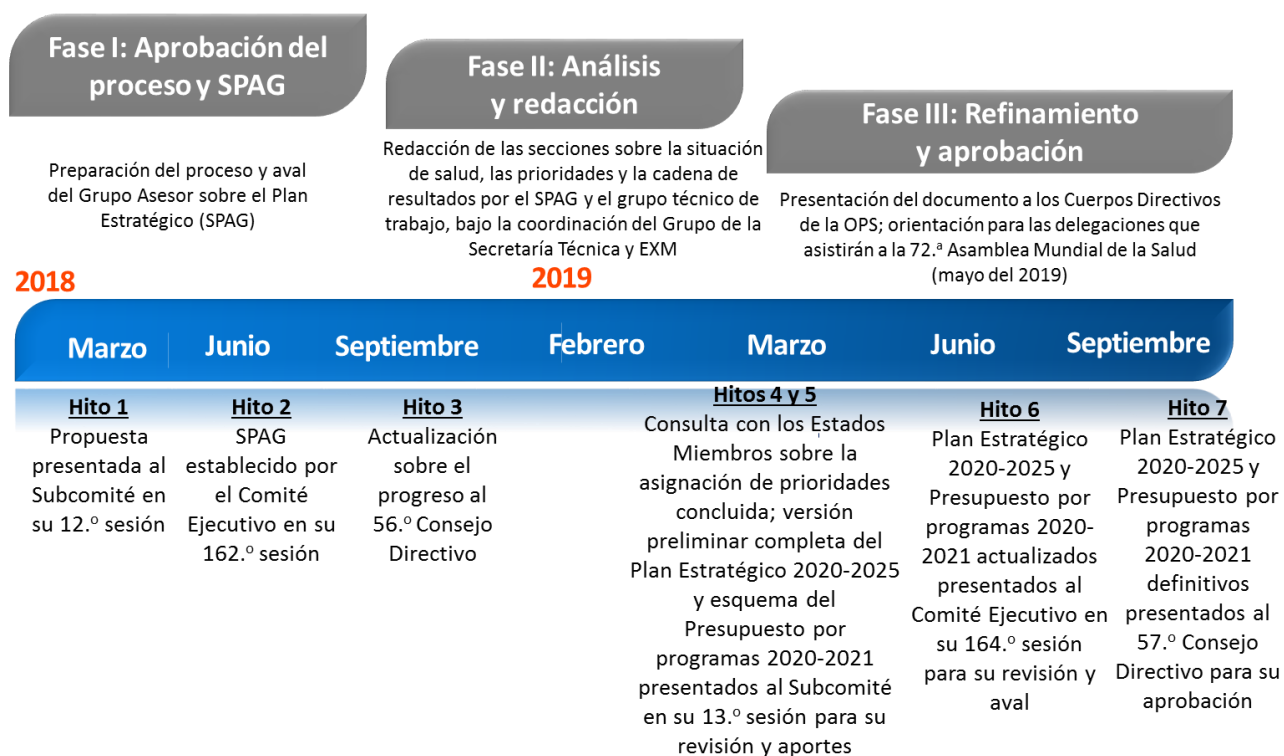 Fase I: Aprobación del
proceso y SPAG
Preparación del proceso y aval
del Grupo Asesor sobre el Plan
Estratégico (SPAG)
Fase II: Análisis
y redacción
Redacción de las secciones sobre la situación
de salud, las prioridades y la cadena de
resultados por el SPAG y el grupo técnico de
trabajo, bajo la coordinación del Grupo de la
Secretaría Técnica y EXM
Fase III: Refinamiento
y aprobación
Presentación del documento a los Cuerpos Directivos
de la OPS; orientación para las delegaciones que
asistirán a la 72.ª Asamblea Mundial de la Salud
(mayo del 2019)
2018
2019
Marzo
Junio
Septiembre
Febrero
Marzo
Junio
Septiembre
Hito 1
Propuesta
presentada al
Subcomité en
su 12.º sesión
Hito 2
SPAG
establecido por
el Comité
Ejecutivo en su
162.º sesión
Hito 3
Actualización
sobre el
progreso al
56.º Consejo
Directivo
Hitos 4 y 5
Consulta con los Estados
Miembros sobre la
asignación de prioridades
concluida; versión
preliminar completa del
Plan Estratégico 2020-2025
y esquema del
Presupuesto por
programas 2020-2021
presentados al Subcomité
en su 13.º sesión para su
revisión y aportes
Hito 6
Plan Estratégico
2020-2025 y
Presupuesto por
programas 2020-
2021 actualizados
presentados al
Comité Ejecutivo en
su 164.º sesión
para su revisión y
aval
Hito 7
Plan Estratégico
2020-2025 y
Presupuesto por
programas
2020-2021
definitivos
presentados al
57.º Consejo
Directivo para su
aprobación